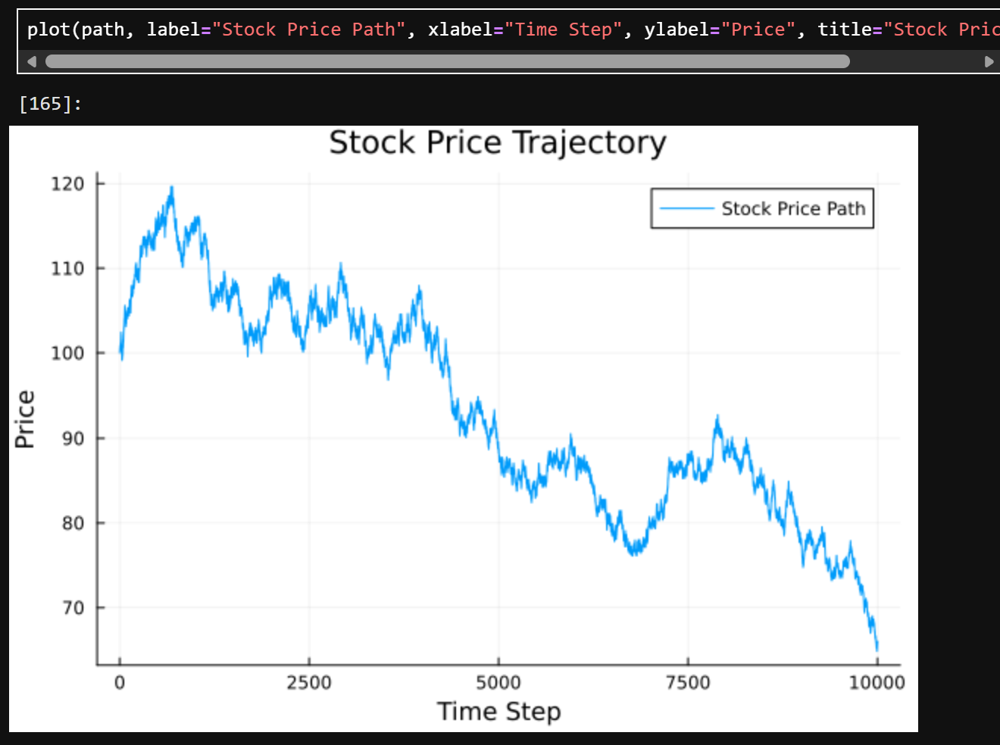 plot(path, label="Stock Price Path", xlabel="Time Step", ylabel="Price", title="Stock Pric
[165]:
Stock Price Trajectory
Stock Price Path
120
110
100
90
80
70
Price
0 2500 5000 7500 10000
Time Step